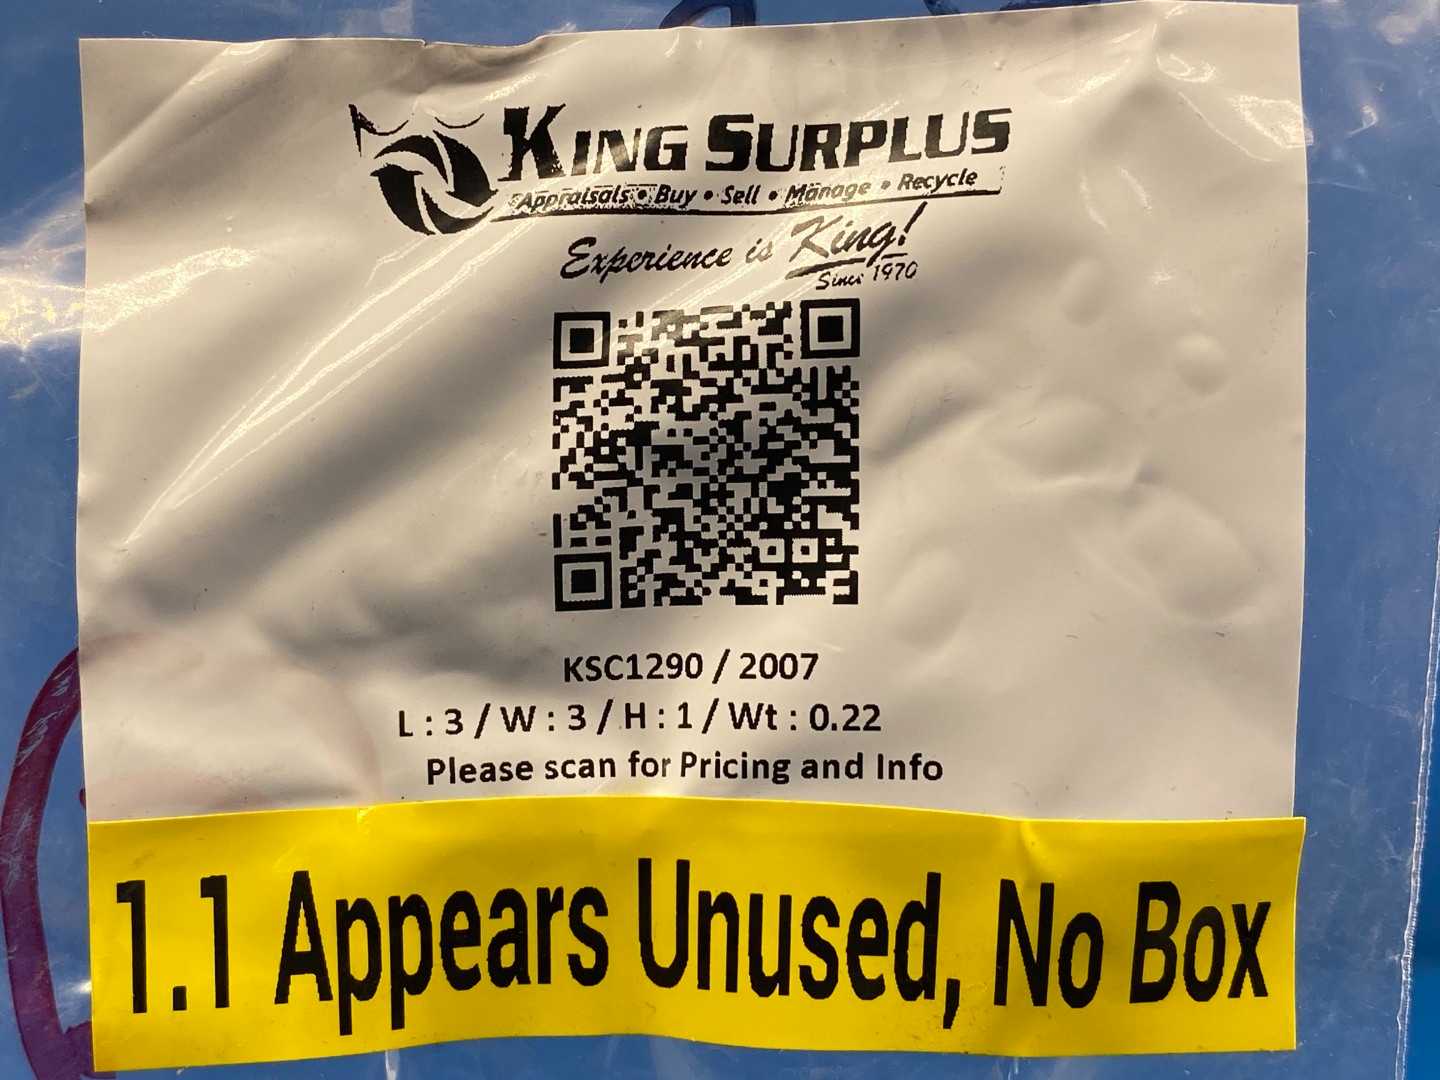 KING SURPLUS
Appraisals • Buy • Sell • Manage • Recycle
Experience is King!
Since 1970
KSC1290 / 2007
L : 3 / W : 3 / H : 1 / Wt : 0.22
Please scan for Pricing and Info
1.1 Appears Unused, No Box